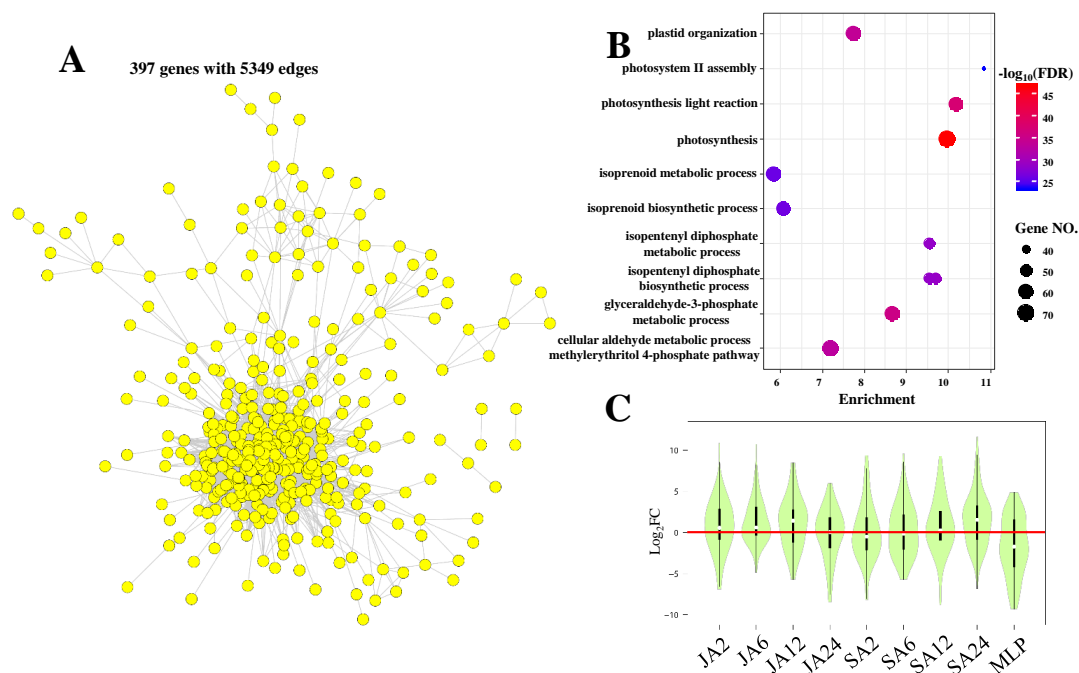 A
397 genes with 5349 edges
B
plastid organization
photosystem II assembly
photosynthesis light reaction
photosynthesis
isoprenoid metabolic process
isoprenoid biosynthetic process
isopentenyl diphosphate
metabolic process
isopentenyl diphosphate
biosynthetic process
glyceraldehyde-3-phosphate
metabolic process
cellular aldehyde metabolic process
methylerythritol 4-phosphate pathway
6 7 8 9 10 11
Enrichment
-log10(FDR)
45
40
35
30
25
Gene NO.
40
50
60
70
C
Log2FC
10
5
0
−5
−10
JA2 JA6 JA12 JA24 SA2 SA6 SA12 SA24 MLP